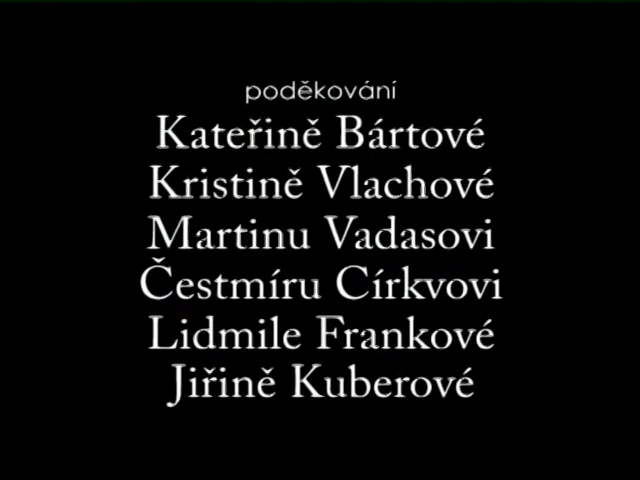 poděkování
Kateřině Bártové
Kristině Vlachové
Martinu Vadasovi
Čestmíru Církvovi
Lidmile Frankové
Jiřině Kuberové